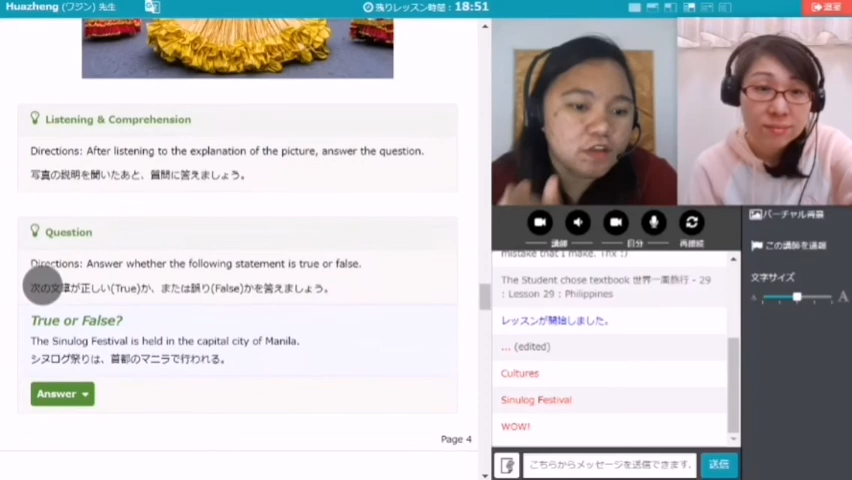 Huazheng (ワジン) 先生
残りレッスン時間：18:51
退室
Listening & Comprehension
Directions: After listening to the explanation of the picture, answer the question.
写真の説明を聞いたあと、質問に答えましょう。
Question
Directions: Answer whether the following statement is true or false.
次の文章が正しい(True)か、または誤り(False)かを答えましょう。
True or False?
The Sinulog Festival is held in the capital city of Manila.
シヌログ祭りは、首都のマニラで行われる。
Answer
Page 4
講師
自分
再接続
mistake that I make. Thx :)
The Student chose textbook 世界一周旅行 - 29
: Lesson 29 : Philippines
レッスンが開始しました。
... (edited)
Cultures
Sinulog Festival
WOW!
こちらからメッセージを送信できます.
送信
バーチャル背景
この講師を通報
文字サイズ
A A